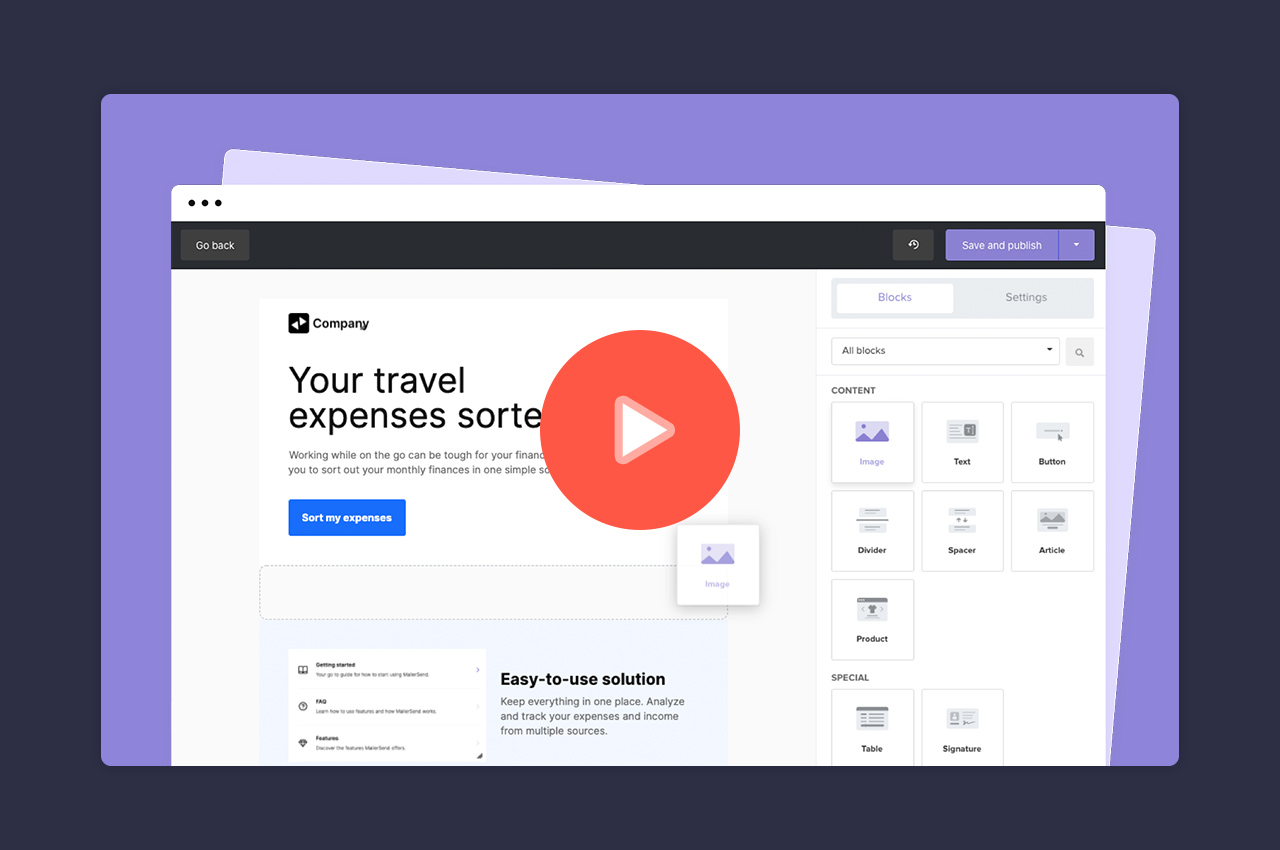 Go back
Save and publish
Company
Your travel
expenses sorte
Working while on the go can be tough for your financ
you to sort out your monthly finances in one simple so
Sort my expenses
Image
Getting started
Your go to guide for how to start using MailerSend.
FAQ
Learn how to use features and how MailerSend works.
Features
Discover the features MailerSend offers.
Easy-to-use solution
Keep everything in one place. Analyze
and track your expenses and income
from multiple sources.
Blocks
Settings
All blocks
CONTENT
Image
Text
Button
Divider
Spacer
Article
Product
SPECIAL
Table
Signature